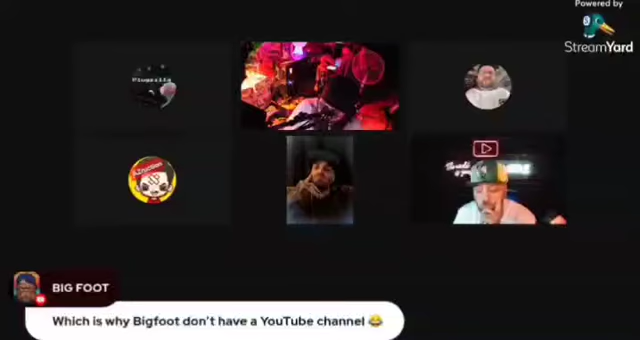 Powered by
StreamYard
BIG FOOT
Which is why Bigfoot don't have a YouTube channel 😂